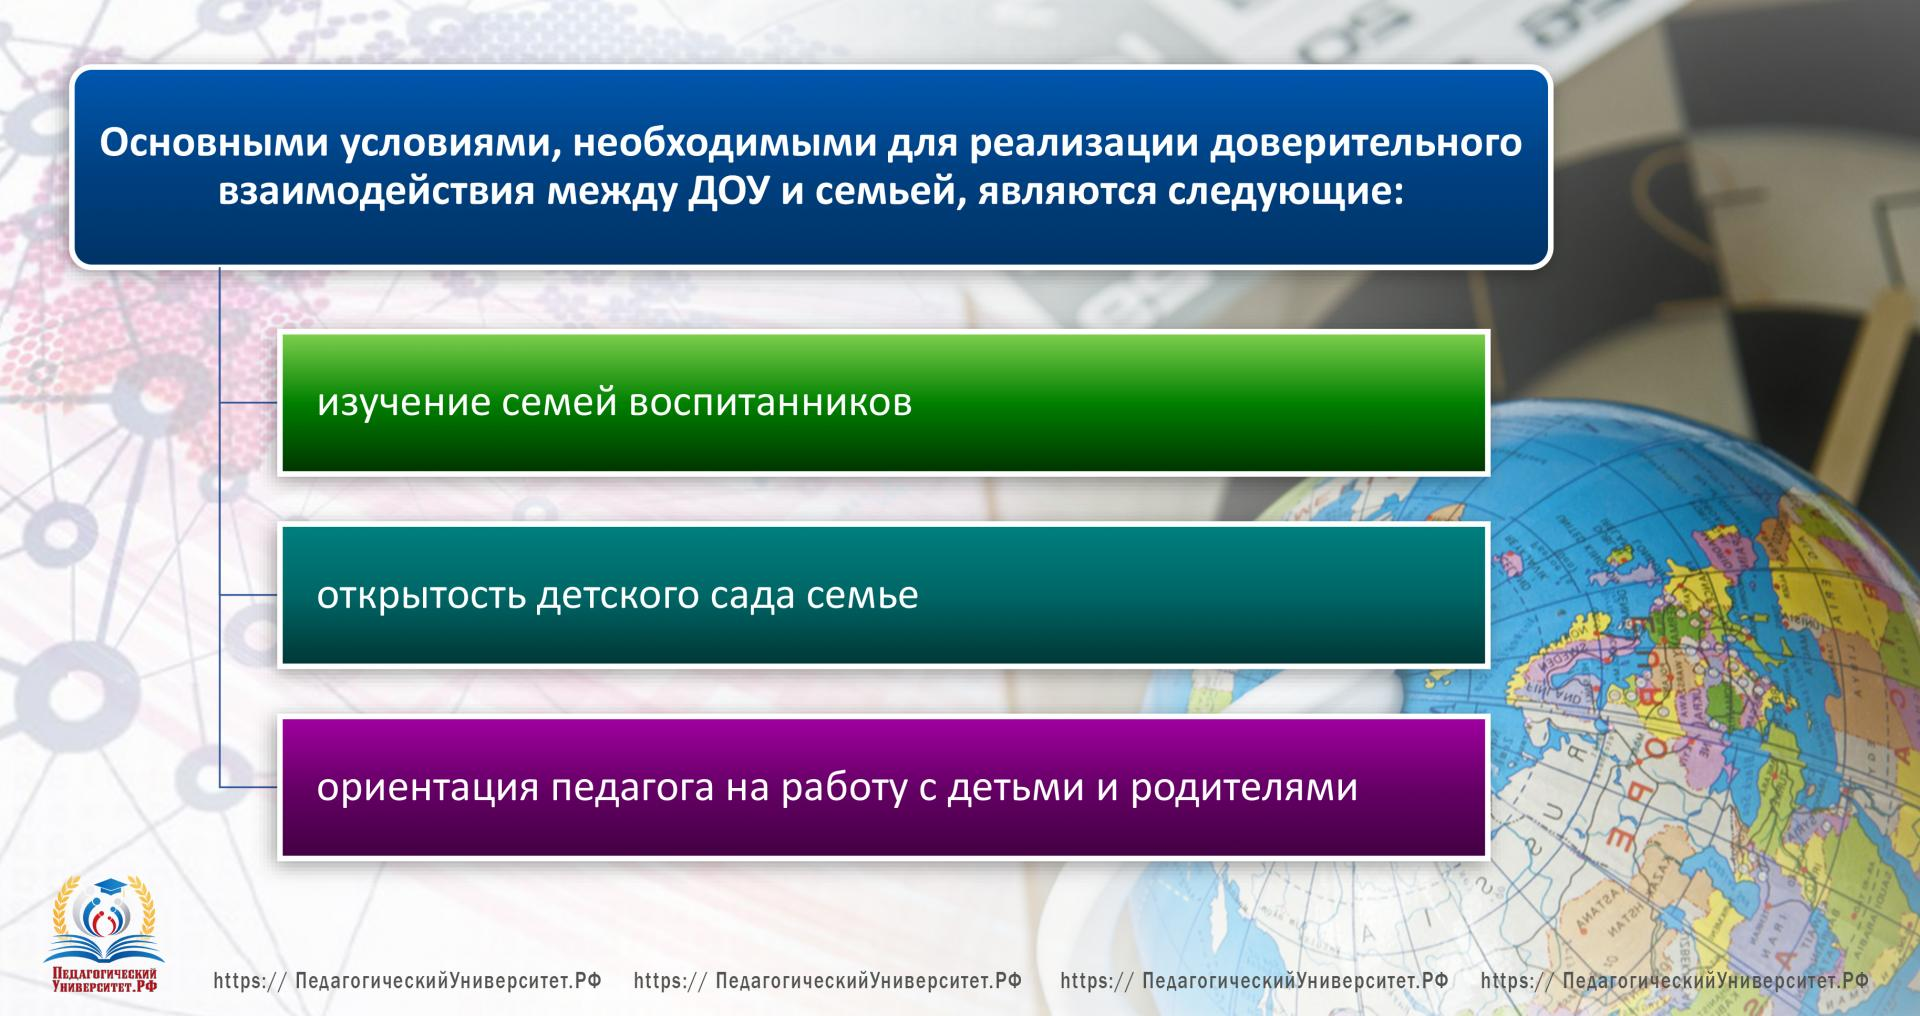 Основными условиями, необходимыми для реализации доверительного
взаимодействия между ДОУ и семьей, являются следующие:
изучение семей воспитанников
открытость детского сада семье
ориентация педагога на работу с детьми и родителями
ПЕДАГОГИЧЕСКИЙ
УНИВЕРСИТЕТ.РФ
https:// ПедагогическийУниверситет.РФ https:// ПедагогическийУниверситет.РФ https:// ПедагогическийУниверситет.РФ https:// ПедагогическийУниверситет.РФ